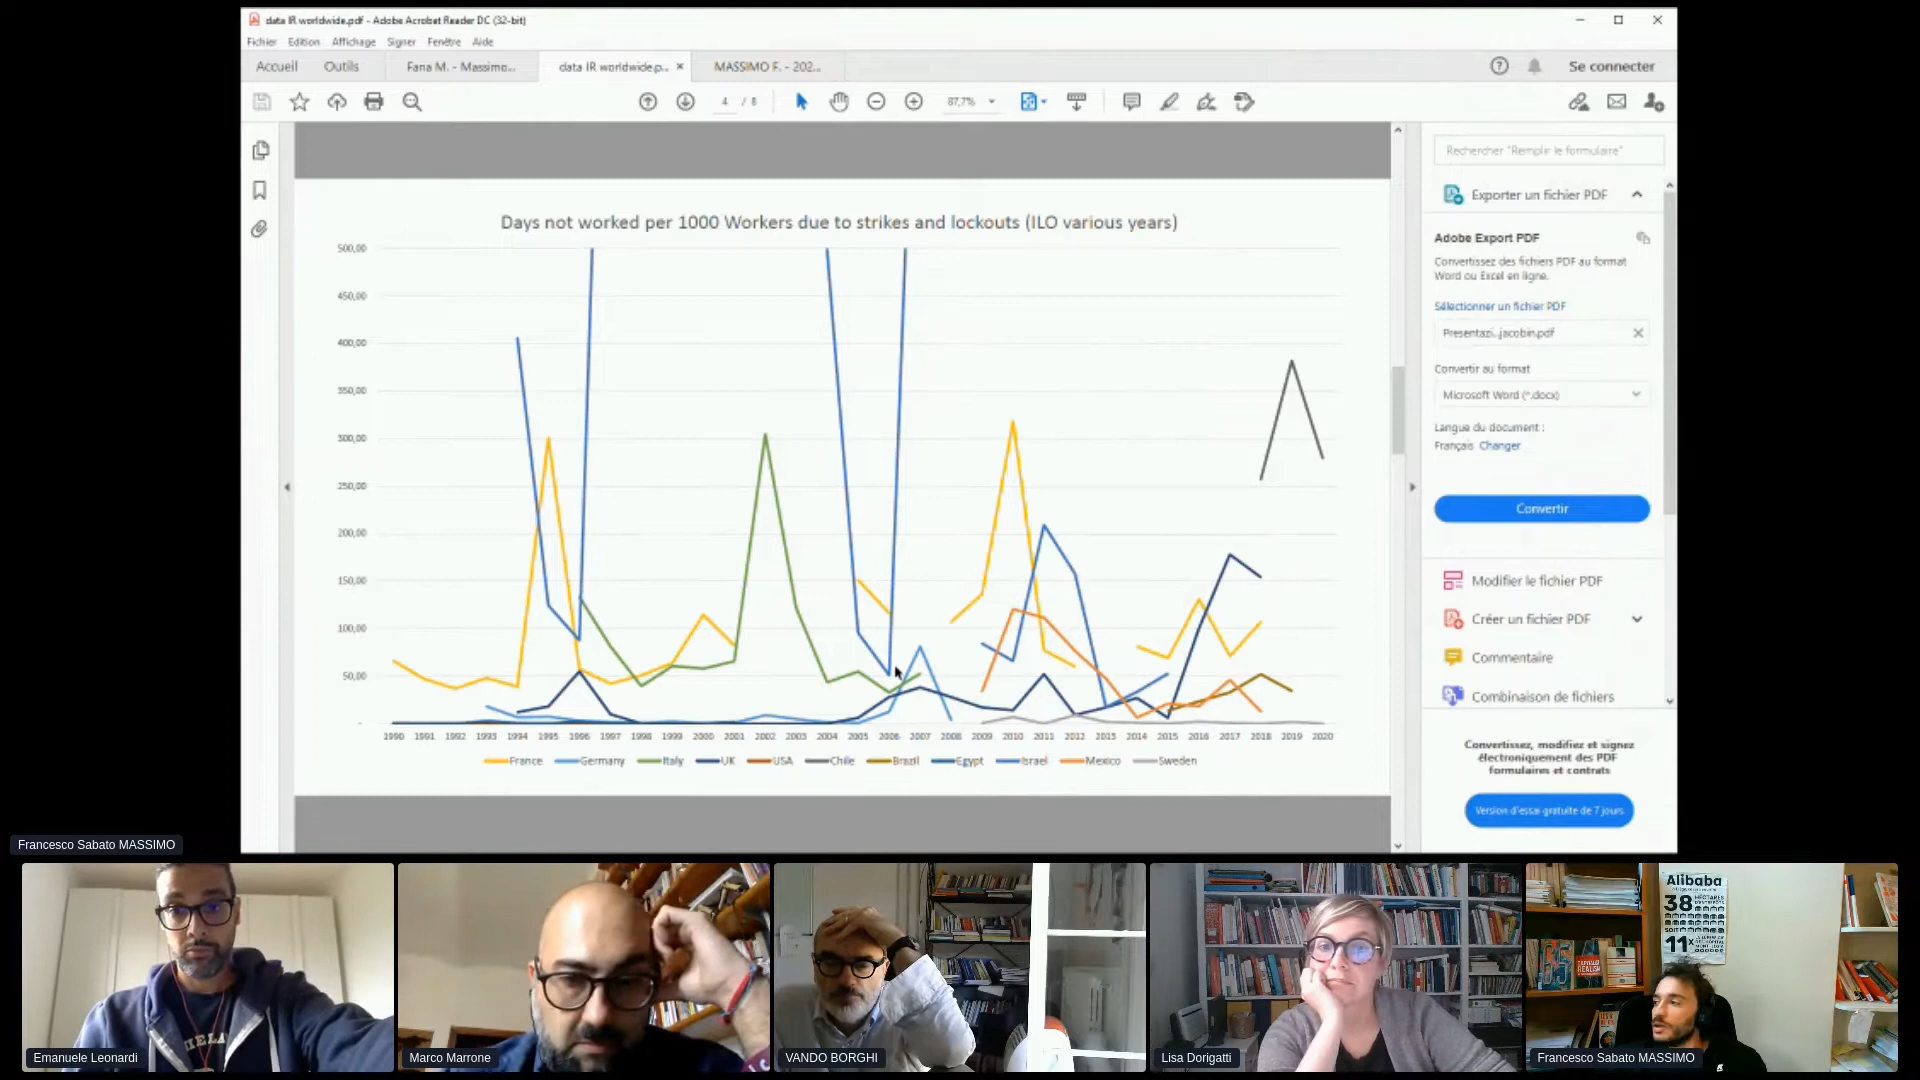 data IR worldwide.pdf - Adobe Acrobat Reader DC (32-bit)
Fichier Edition Affichage Signer Fenêtre Aide
Accueil Outils Fana M. - Massimo... data IR worldwide.p... × MASSIMO F. - 202... Se connecter
4 / 8 87,7%
Rechercher "Remplir le formulaire"
Exporter un fichier PDF
Adobe Export PDF
Convertissez des fichiers PDF au format
Word ou Excel en ligne.
Sélectionner un fichier PDF
Presentazi...jacobin.pdf
Convertir au format
Microsoft Word (*.docx)
Langue du document :
Français Changer
Convertir
Modifier le fichier PDF
Créer un fichier PDF
Commentaire
Combinaison de fichiers
Convertissez, modifiez et signez
électroniquement des PDF
formulaires et contrats
Version d'essai gratuite de 7 jours
Days not worked per 1000 Workers due to strikes and lockouts (ILO various years)
500,00
450,00
400,00
350,00
300,00
250,00
200,00
150,00
100,00
50,00
-
1990 1991 1992 1993 1994 1995 1996 1997 1998 1999 2000 2001 2002 2003 2004 2005 2006 2007 2008 2009 2010 2011 2012 2013 2014 2015 2016 2017 2018 2019 2020
France Germany Italy UK USA Chile Brazil Egypt Israel Mexico Sweden
Francesco Sabato MASSIMO
Emanuele Leonardi
Marco Marrone
VANDO BORGHI
Lisa Dorigatti
Francesco Sabato MASSIMO
Alibaba
38 HECTARES
11x
CAPITALIST
REALISM